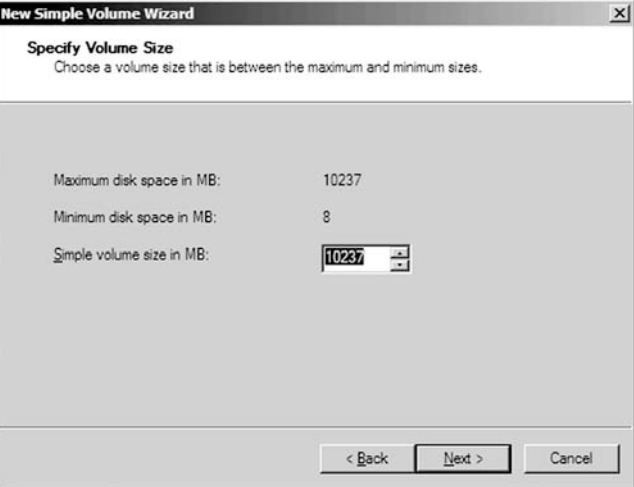 New Simple Volume Wizard
Specify Volume Size
Choose a volume size that is between the maximum and minimum sizes.
Maximum disk space in MB: 10237
Minimum disk space in MB: 8
Simple volume size in MB: 10237
< Back Next > Cancel